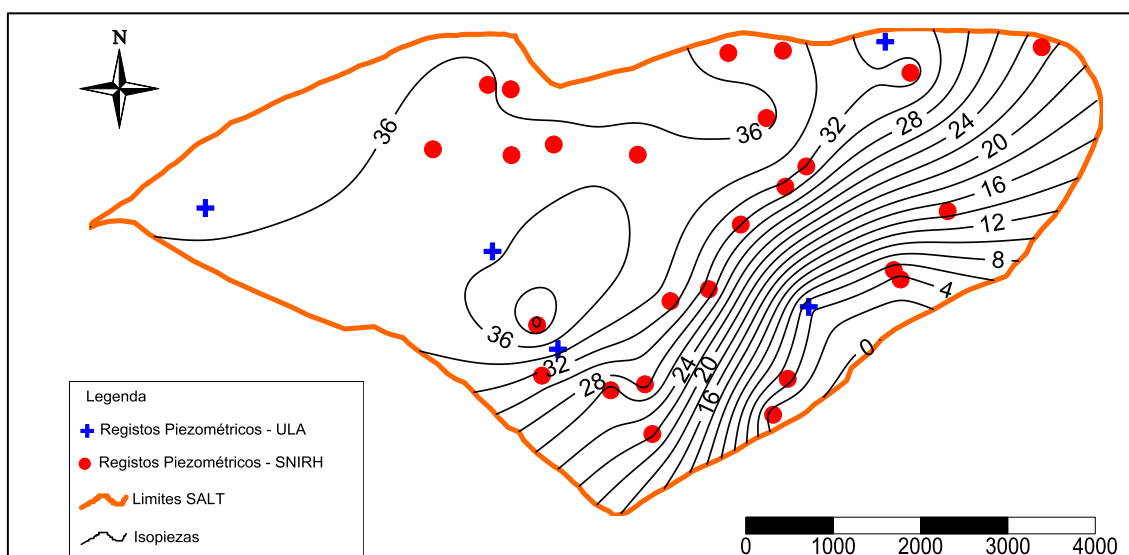 N
36
36
32
28
24
20
16
12
8
4
0
36
32
28
24
20
16
Legenda
Registos Piezométricos - ULA
Registos Piezométricos - SNIRH
Limites SALT
Isopiezas
0 1000 2000 3000 4000